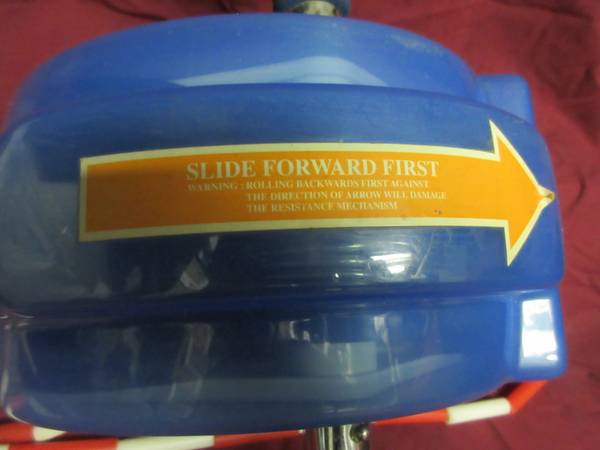 SLIDE FORWARD FIRST
WARNING : ROLLING BACKWARDS FIRST AGAINST
THE DIRECTION OF ARROW WILL DAMAGE
THE RESISTANCE MECHANISM